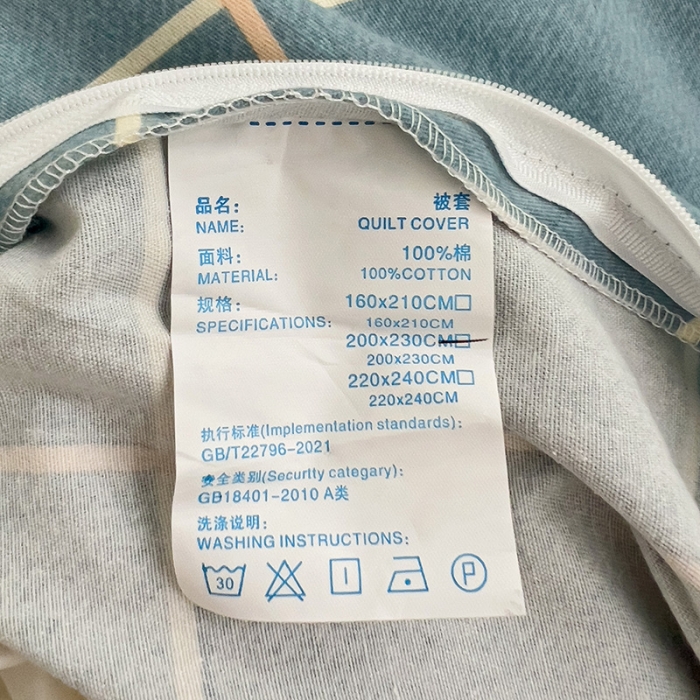 品名： 被套
NAME: QUILT COVER
面料： 100%棉
MATERIAL: 100%COTTON
规格： 160x210CM□
SPECIFICATIONS: 160x210CM
200x230CM□
200x230CM
220x240CM□
220x240CM
执行标准(Implementation standards):
GB/T22796-2021
安全类别(Securtty categary):
GB18401-2010 A类
洗涤说明:
WASHING INSTRUCTIONS:
30 P